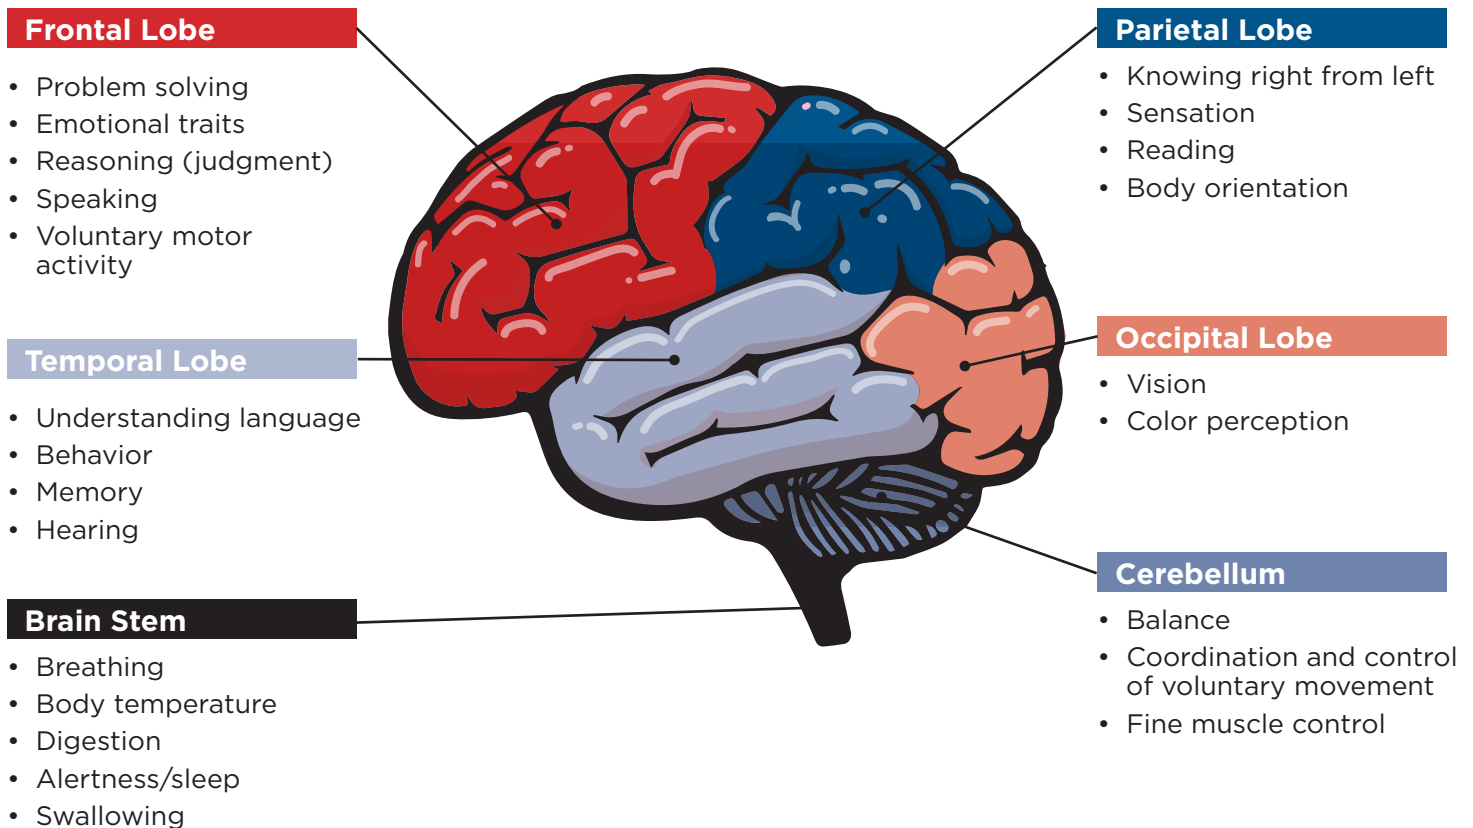 Frontal Lobe
• Problem solving
• Emotional traits
• Reasoning (judgment)
• Speaking
• Voluntary motor
activity
Temporal Lobe
• Understanding language
• Behavior
• Memory
• Hearing
Brain Stem
• Breathing
• Body temperature
• Digestion
• Alertness/sleep
• Swallowing
Parietal Lobe
• Knowing right from left
• Sensation
• Reading
• Body orientation
Occipital Lobe
• Vision
• Color perception
Cerebellum
• Balance
• Coordination and control
of voluntary movement
• Fine muscle control